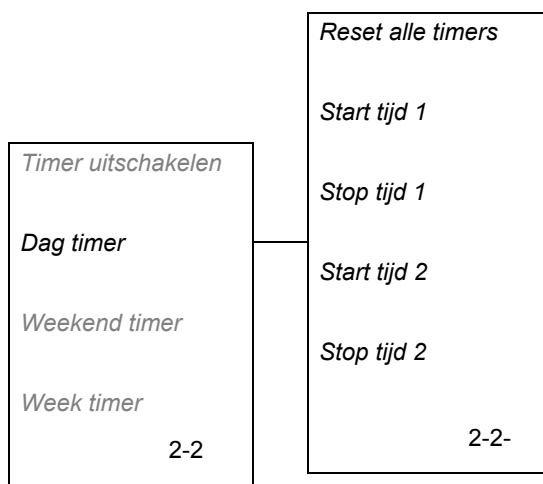 Timer uitschakelen
Dag timer
Weekend timer
Week timer
2-2
Reset alle timers
Start tijd 1
Stop tijd 1
Start tijd 2
Stop tijd 2
2-2-